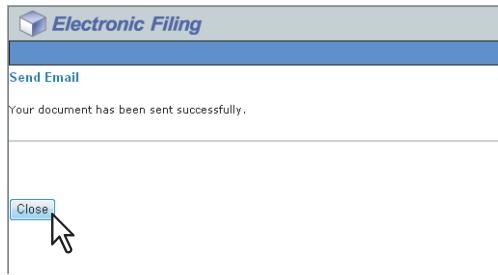 Electronic Filing
Send Email
Your document has been sent successfully.
Close